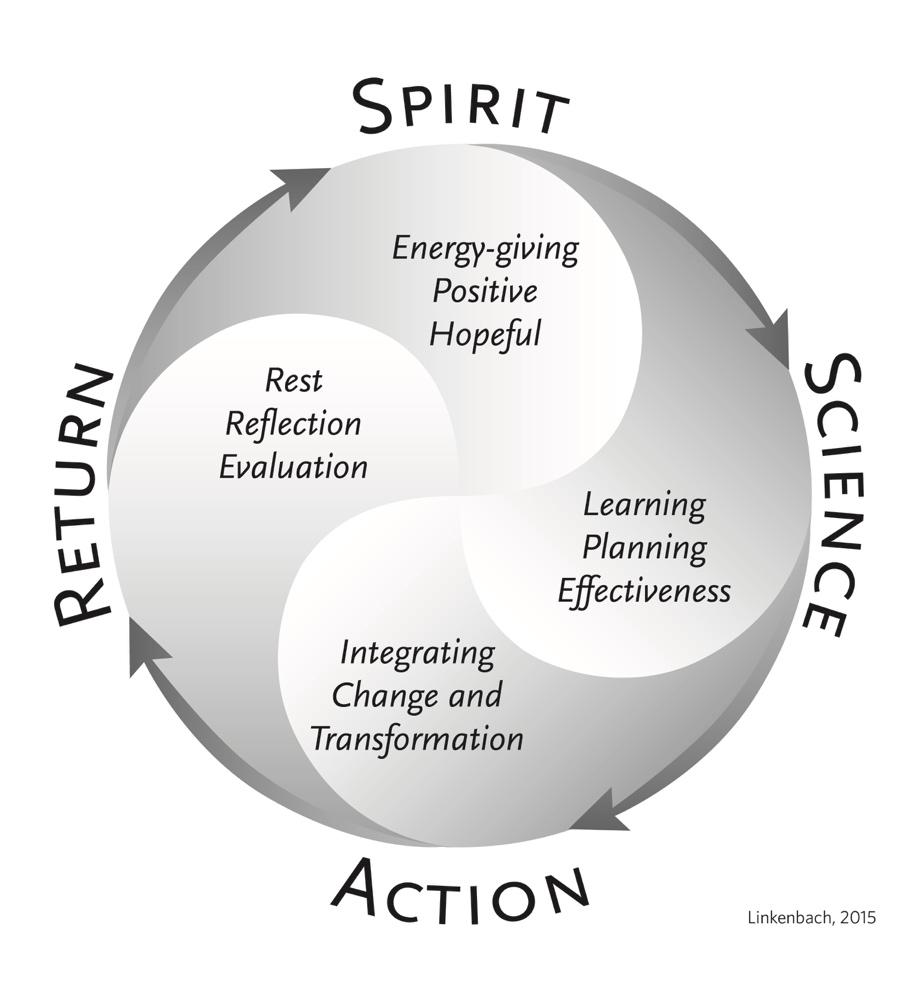 SPIRIT
Energy-giving
Positive
Hopeful
SCIENCE
Learning
Planning
Effectiveness
ACTION
Integrating
Change and
Transformation
RETURN
Rest
Reflection
Evaluation
Linkenbach, 2015